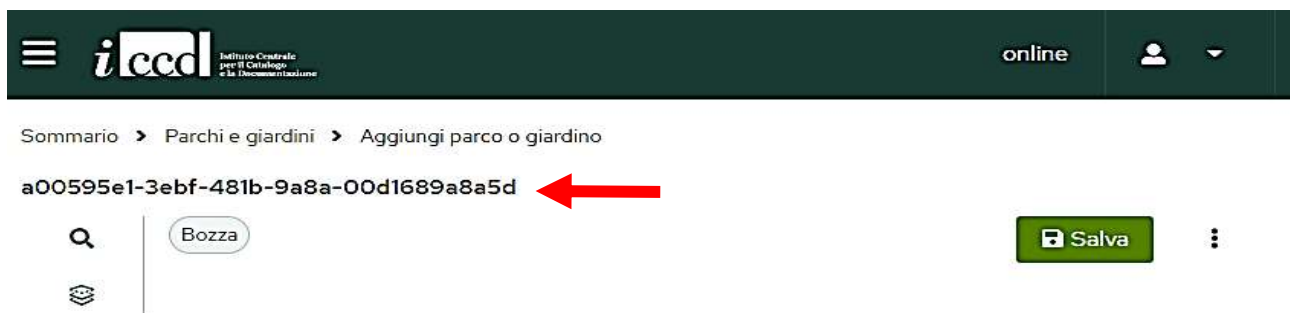 iccd Istituto Centrale
per il Catalogo
e la Documentazione
online
Sommario > Parchi e giardini > Aggiungi parco o giardino
a00595e1-3ebf-481b-9a8a-00d1689a8a5d
Bozza
Salva